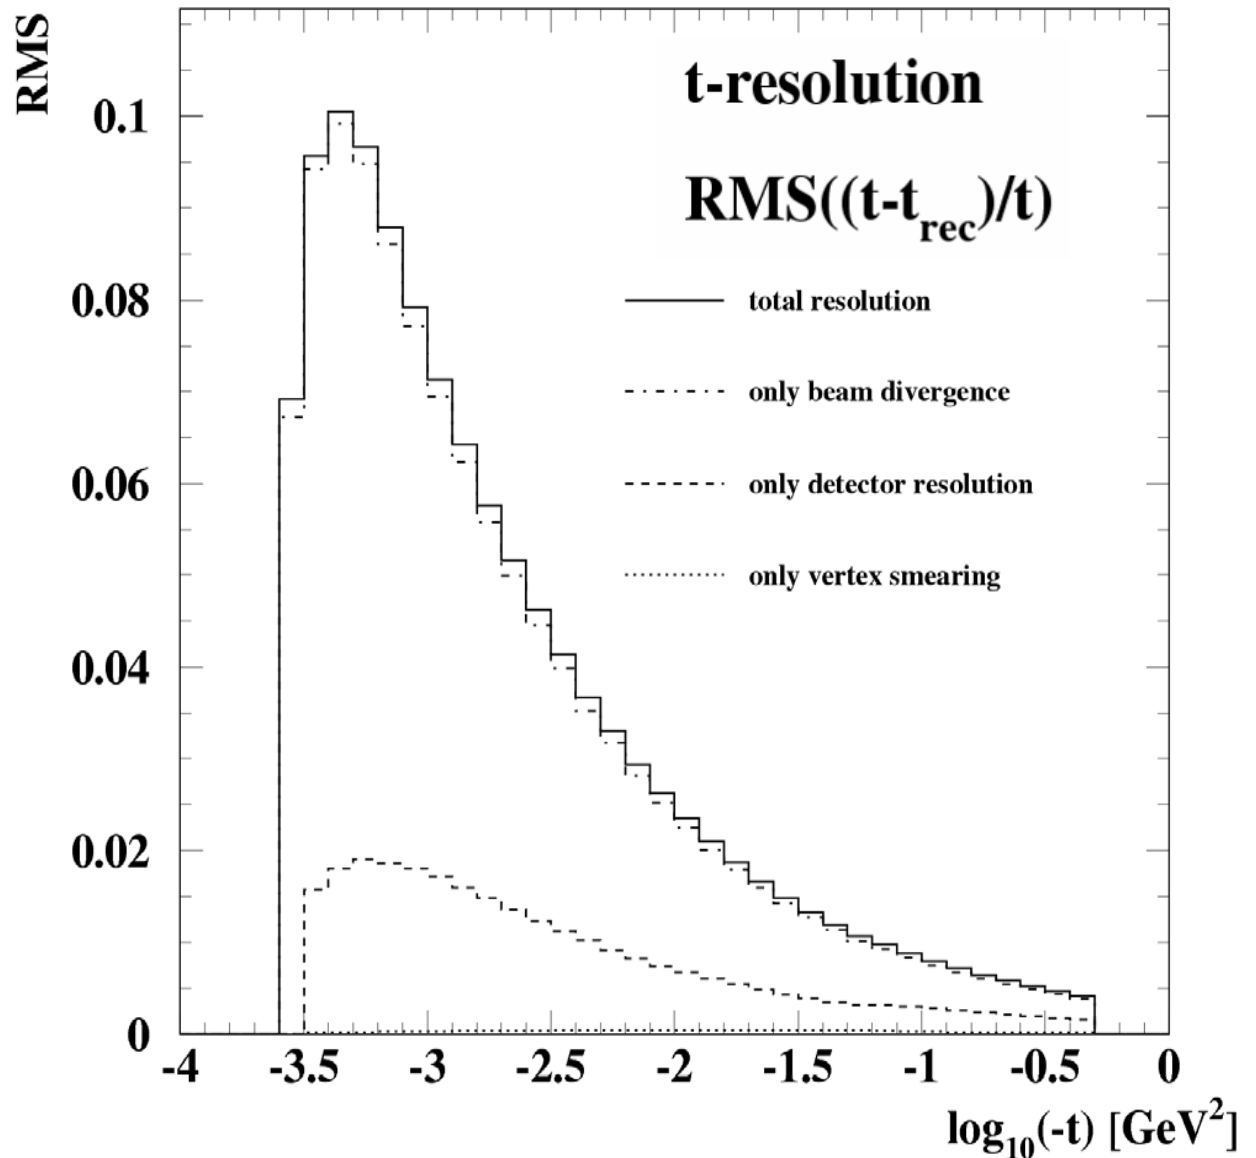 RMS
t-resolution
RMS((t-t_rec)/t)
total resolution
only beam divergence
only detector resolution
only vertex smearing
0.1
0.08
0.06
0.04
0.02
0
-4 -3.5 -3 -2.5 -2 -1.5 -1 -0.5 0
log₁₀(-t) [GeV²]